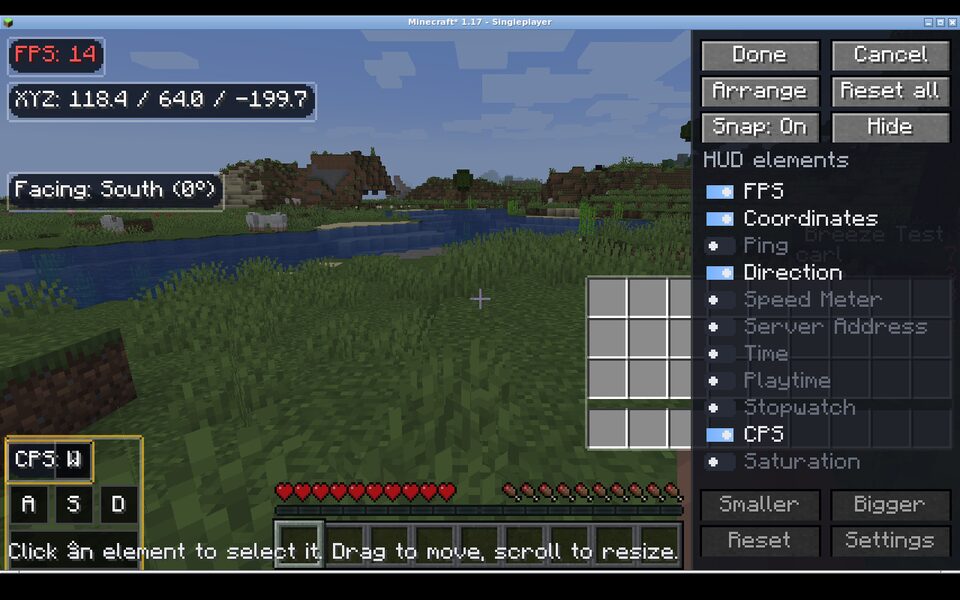 Minecraft* 1.17 - Singleplayer
FPS: 14
XYZ: 118.4 / 64.0 / -199.7
Facing: South (0°)
Done
Cancel
Arrange
Reset all
Snap: On
Hide
HUD elements
FPS
Coordinates
Ping
Breeze Test
Direction
Speed Meter
Server Address
Time
Playtime
Stopwatch
CPS
Saturation
CPS W
A S D
Smaller
Bigger
Reset
Settings
Click an element to select it. Drag to move, scroll to resize.